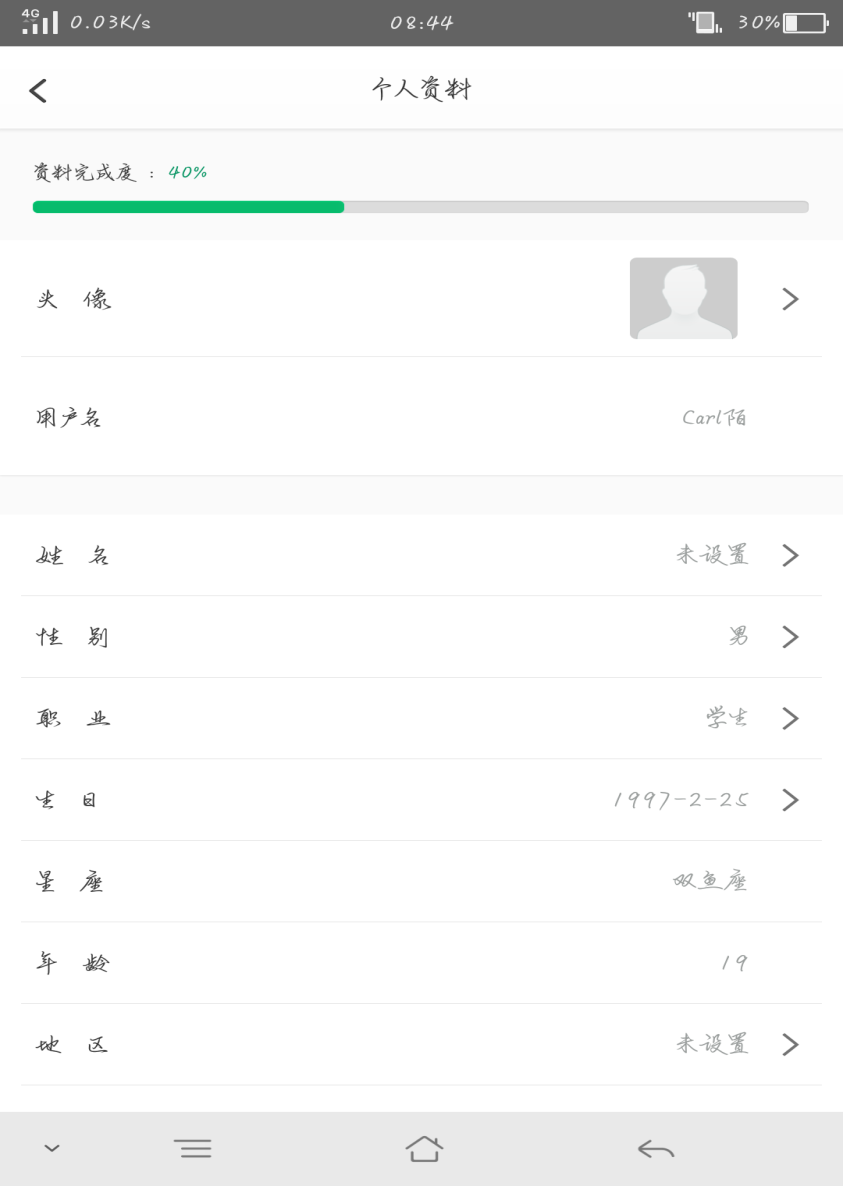 4G 0.03K/s 08:44 30%
个人资料
资料完成度 : 40%
头 像
用户名 Carl陌
姓 名 未设置
性 别 男
职 业 学生
生 日 1997-2-25
星 座 双鱼座
年 龄 19
地 区 未设置